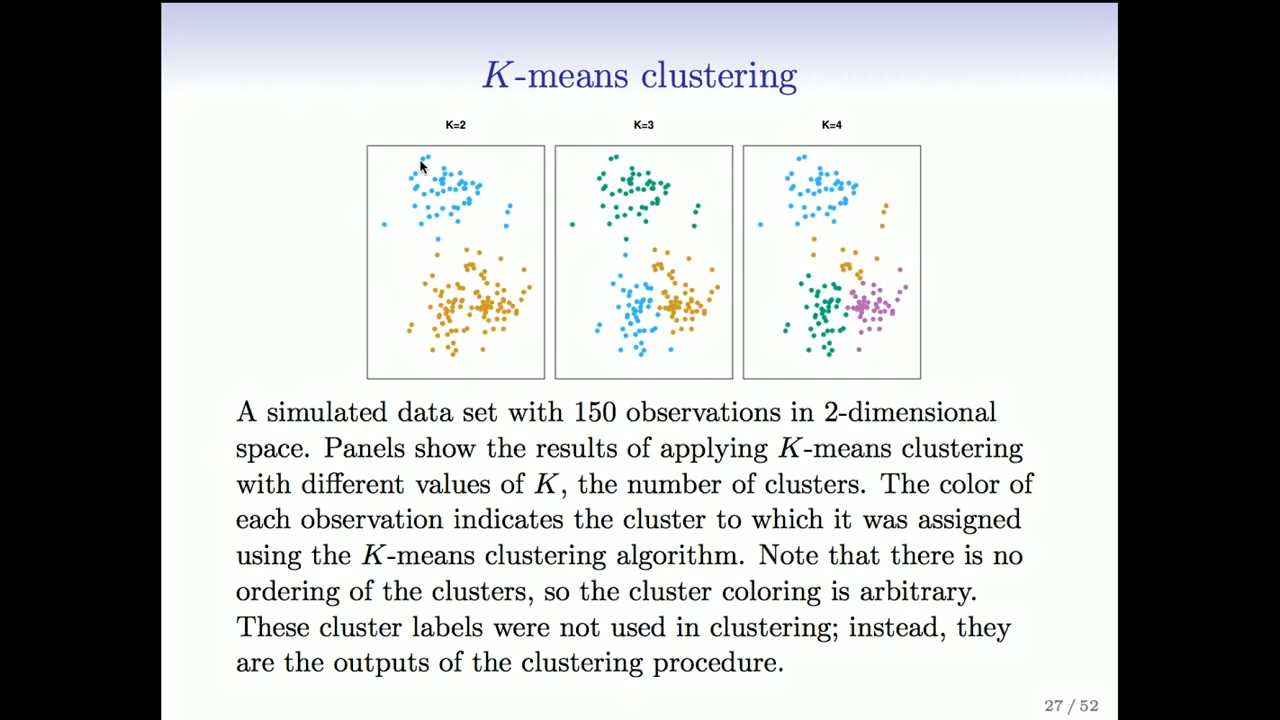 K-means clustering
K=2
K=3
K=4
A simulated data set with 150 observations in 2-dimensional
space. Panels show the results of applying K-means clustering
with different values of K, the number of clusters. The color of
each observation indicates the cluster to which it was assigned
using the K-means clustering algorithm. Note that there is no
ordering of the clusters, so the cluster coloring is arbitrary.
These cluster labels were not used in clustering; instead, they
are the outputs of the clustering procedure.
27 / 52